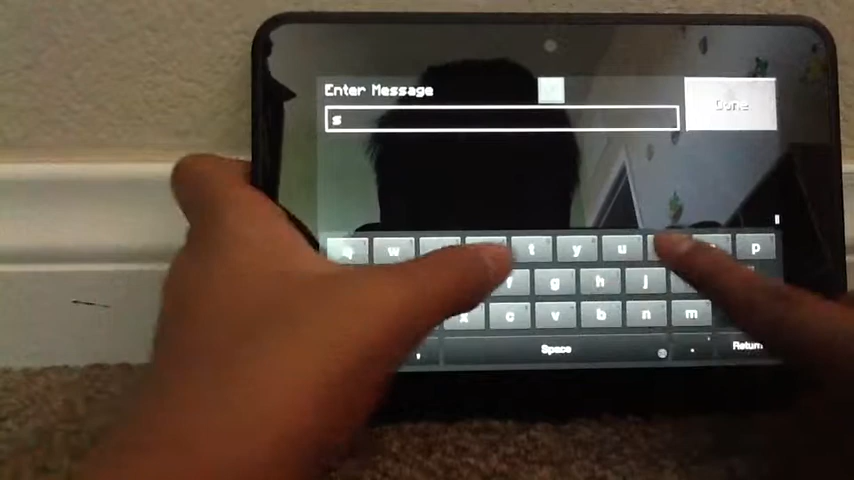 Enter Message
Done
s
w t y u p
f g h j
x c v b n m
, Space . Return